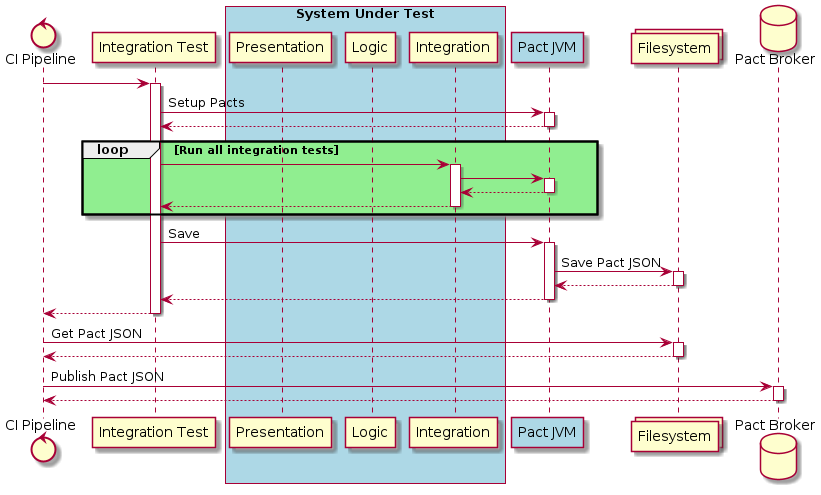 System Under Test
CI Pipeline
Integration Test
Presentation
Logic
Integration
Pact JVM
Filesystem
Pact Broker
Setup Pacts
loop
[Run all integration tests]
Save
Save Pact JSON
Get Pact JSON
Publish Pact JSON
CI Pipeline
Integration Test
Presentation
Logic
Integration
Pact JVM
Filesystem
Pact Broker